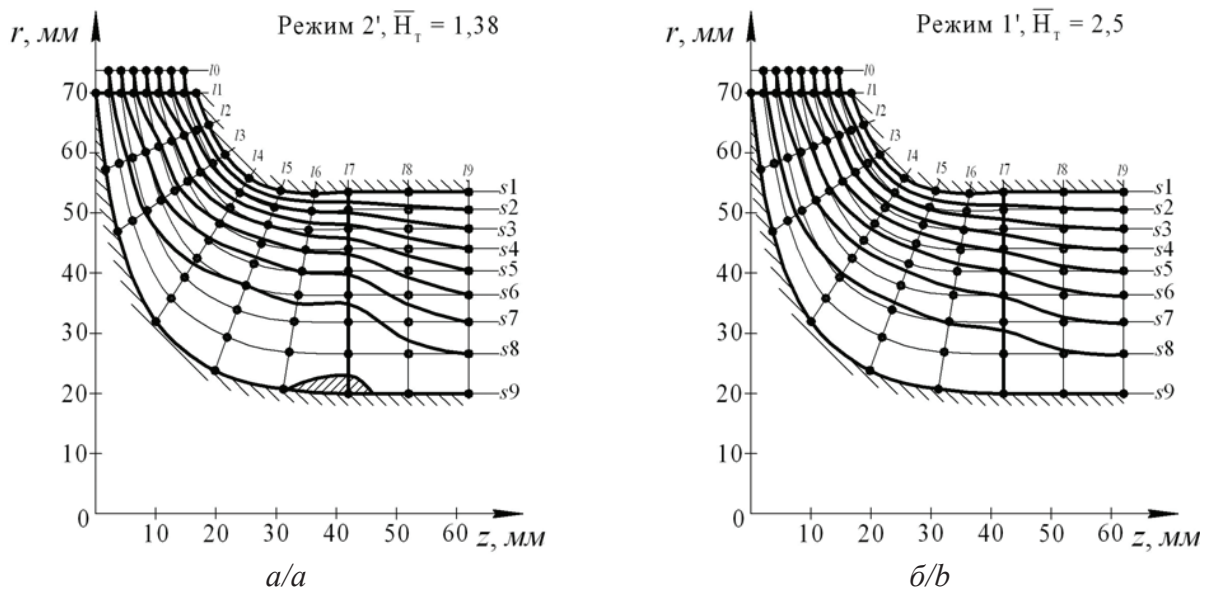 r, мм
Режим 2', H̅т = 1,38
l0
l1
l2
l3
l4
l5
l6
l7
l8
l9
70
60
50
40
30
20
10
0
s1
s2
s3
s4
s5
s6
s7
s8
s9
10 20 30 40 50 60 z, мм
а/a
r, мм
Режим 1', H̅т = 2,5
l0
l1
l2
l3
l4
l5
l6
l7
l8
l9
70
60
50
40
30
20
10
0
s1
s2
s3
s4
s5
s6
s7
s8
s9
10 20 30 40 50 60 z, мм
б/b